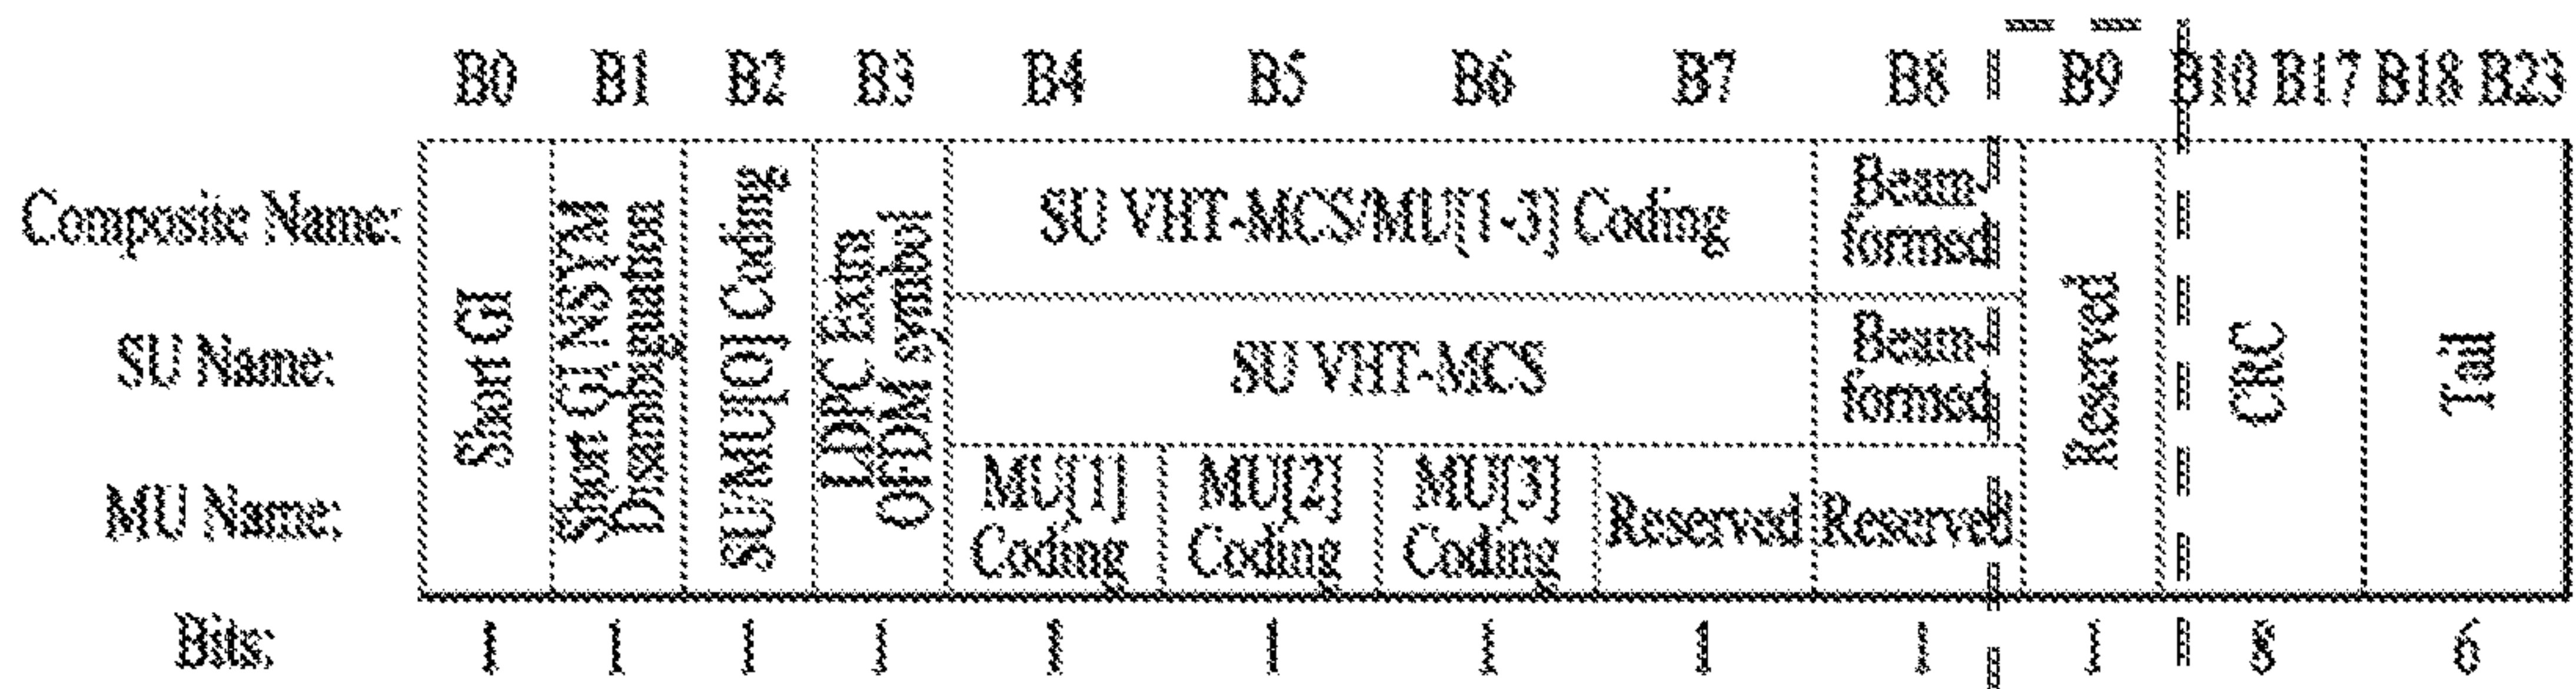 B0 B1 B2 B3 B4 B5 B6 B7 B8 B9 B10 B17 B18 B23
Composite Name:
SU Name:
MU Name:
Bits:
Short GI
Short GI NSYM
Disambiguation
SU/MU[0] Coding
LDPC Extra
OFDM symbol
SU VHT-MCS/MU[1-3] Coding
Beam-
formed
SU VHT-MCS
Beam-
formed
MU[1]
Coding
MU[2]
Coding
MU[3]
Coding
Reserved
Reserved
Reserved
CRC
Tail
1 1 1 1 1 1 1 1 1 1 8 6